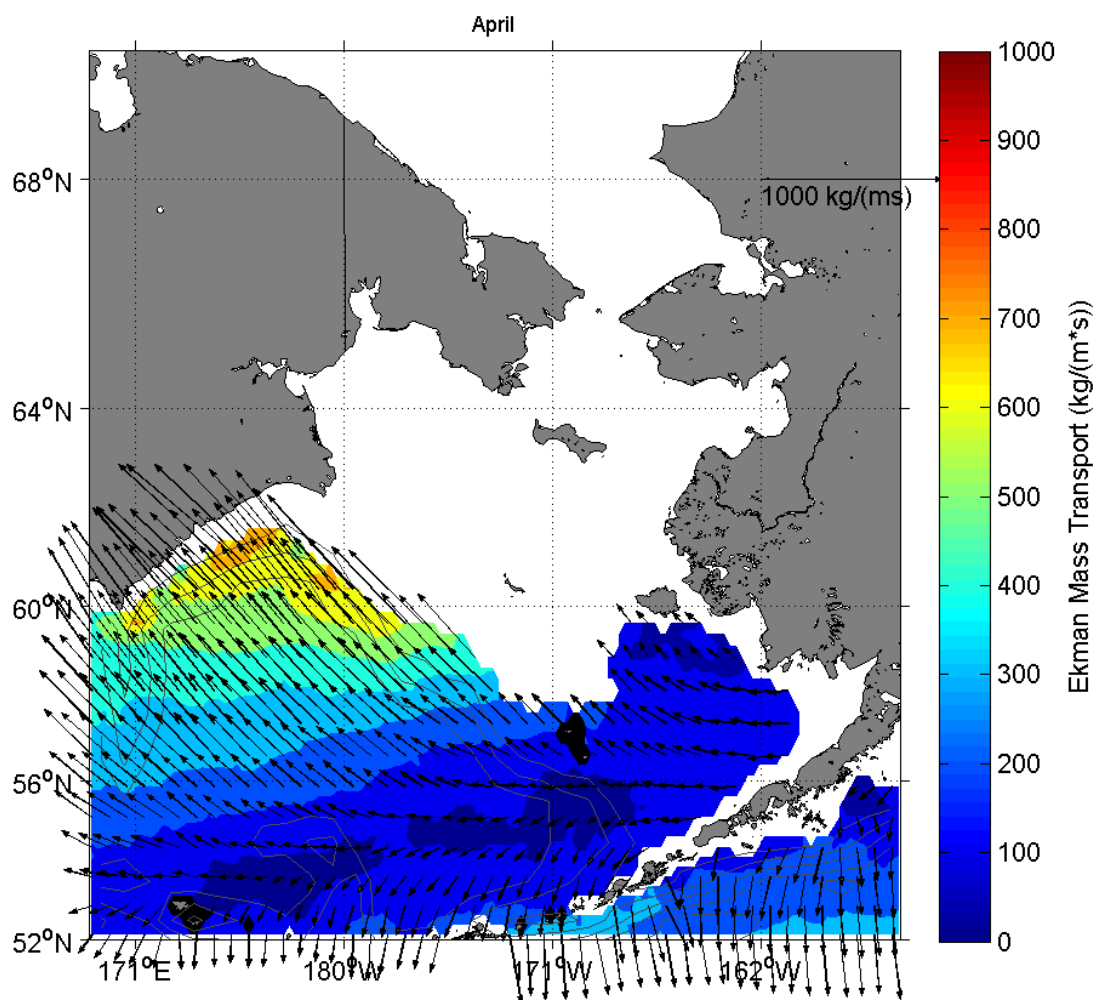 April
1000
900
800
700
600
500
400
300
200
100
0
Ekman Mass Transport (kg/(m*s))
1000 kg/(ms)
68°N
64°N
60°N
56°N
52°N
171°E
180°W
171°W
162°W